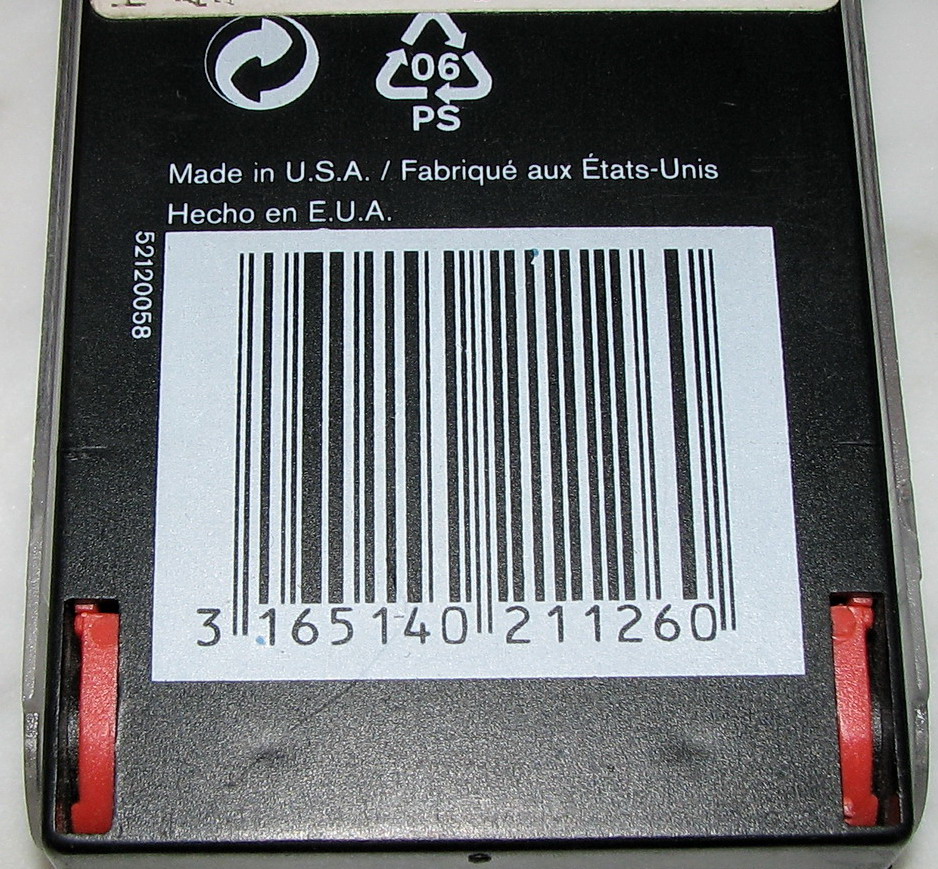 06
PS
Made in U.S.A. / Fabriqué aux États-Unis
Hecho en E.U.A.
52120058
3 165140 211260